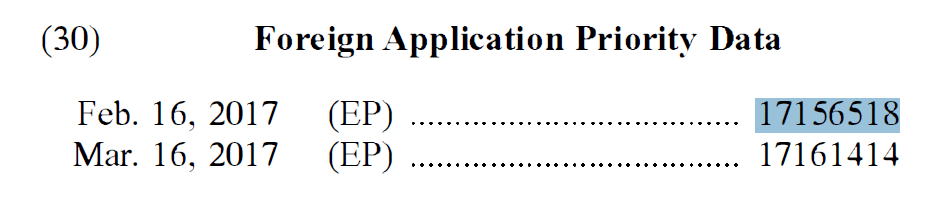 (30) Foreign Application Priority Data
Feb. 16, 2017 (EP) .................................. 17156518
Mar. 16, 2017 (EP) .................................. 17161414